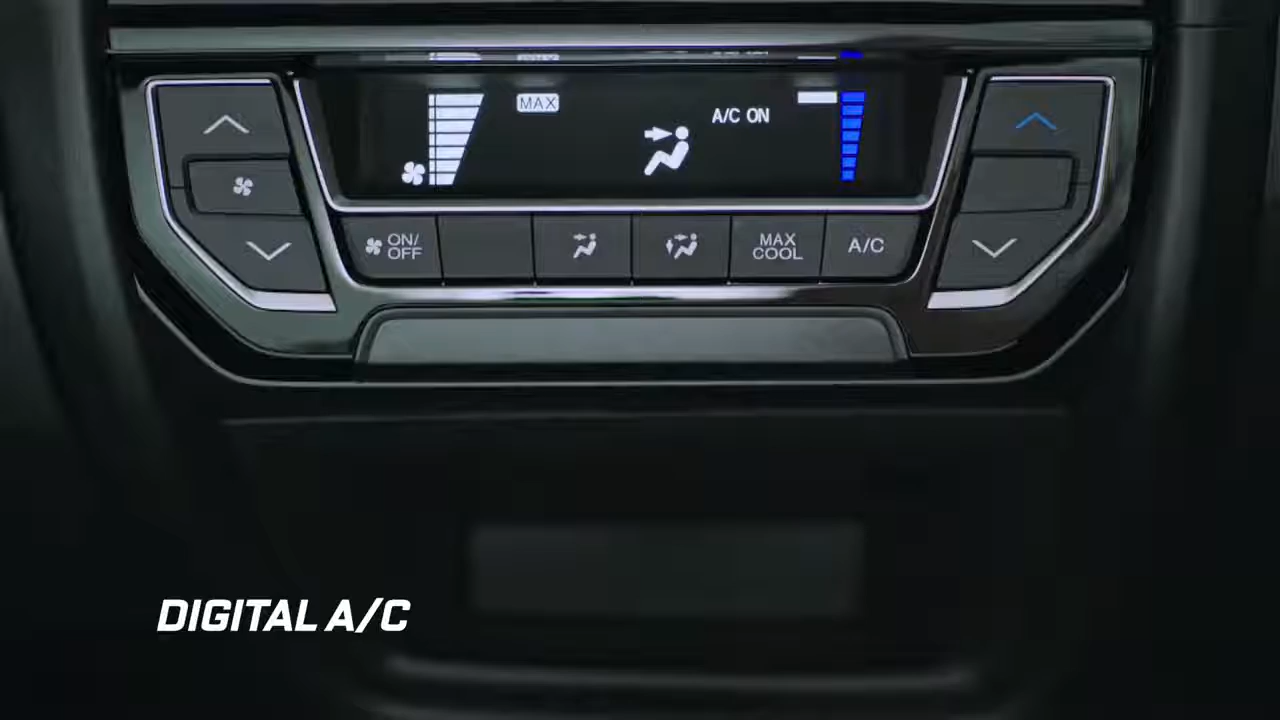 MAX
A/C ON
ON/
OFF
MAX
COOL
A/C
DIGITAL A/C